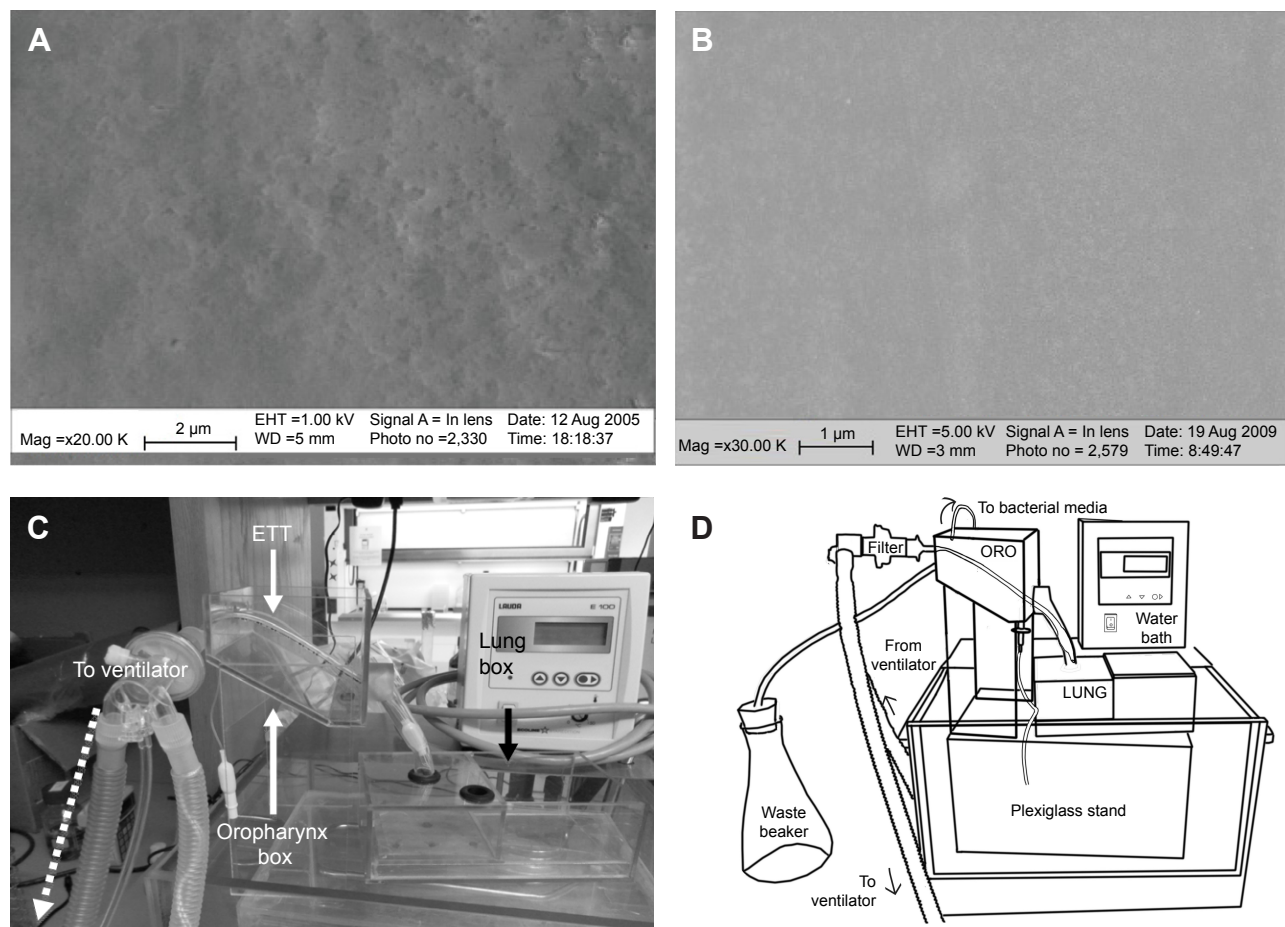 A
Mag =x20.00 K
2 µm
EHT =1.00 kV Signal A = In lens Date: 12 Aug 2005
WD =5 mm Photo no =2,330 Time: 18:18:37
B
Mag =x30.00 K
1 µm
EHT =5.00 kV Signal A = In lens Date: 19 Aug 2009
WD =3 mm Photo no = 2,579 Time: 8:49:47
C
ETT
LAUDA
E 100
Lung
box
To ventilator
Oropharynx
box
D
To bacterial media
Filter
ORO
Water
bath
From
ventilator
LUNG
Plexiglass stand
Waste
beaker
To
ventilator